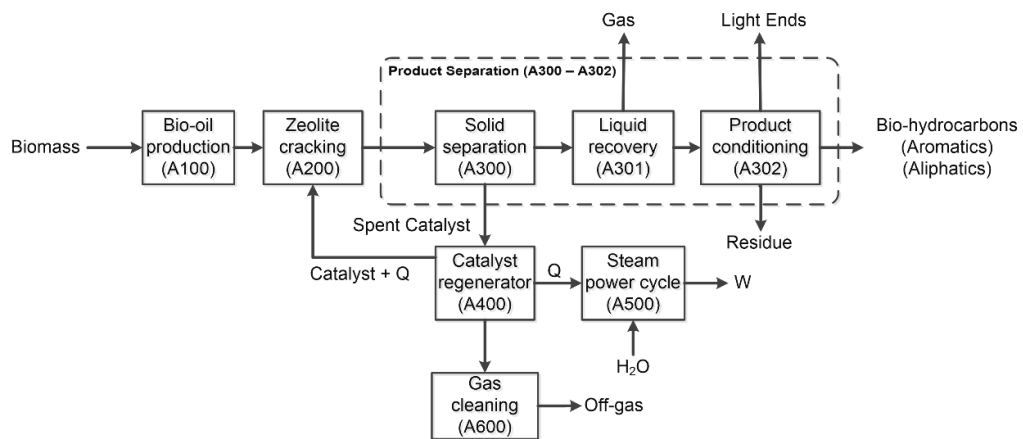 Gas
Light Ends
Product Separation (A300 – A302)
Biomass
Bio-oil
production
(A100)
Zeolite
cracking
(A200)
Solid
separation
(A300)
Liquid
recovery
(A301)
Product
conditioning
(A302)
Bio-hydrocarbons
(Aromatics)
(Aliphatics)
Spent Catalyst
Residue
Catalyst + Q
Catalyst
regenerator
(A400)
Q
Steam
power cycle
(A500)
W
H₂O
Gas
cleaning
(A600)
Off-gas